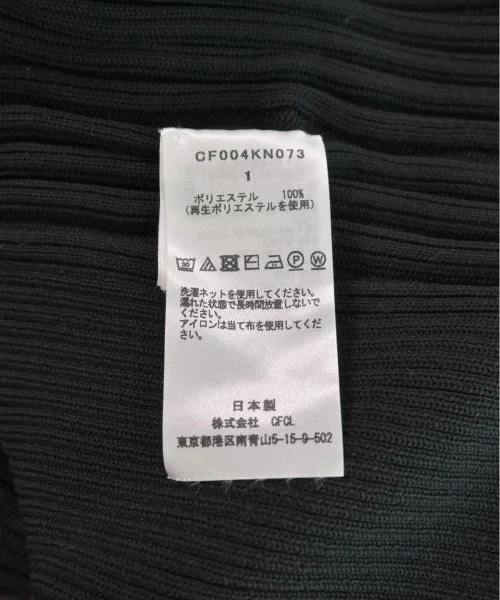 CF004KN073
1
ポリエステル 100%
(再生ポリエステルを使用)
30 P W
洗濯ネットを使用してください。
濡れた状態で長時間放置しないで
ください。
アイロンは当て布を使用してくだ
さい。
日本製
株式会社 CFCL
東京都港区南青山5-15-9-502